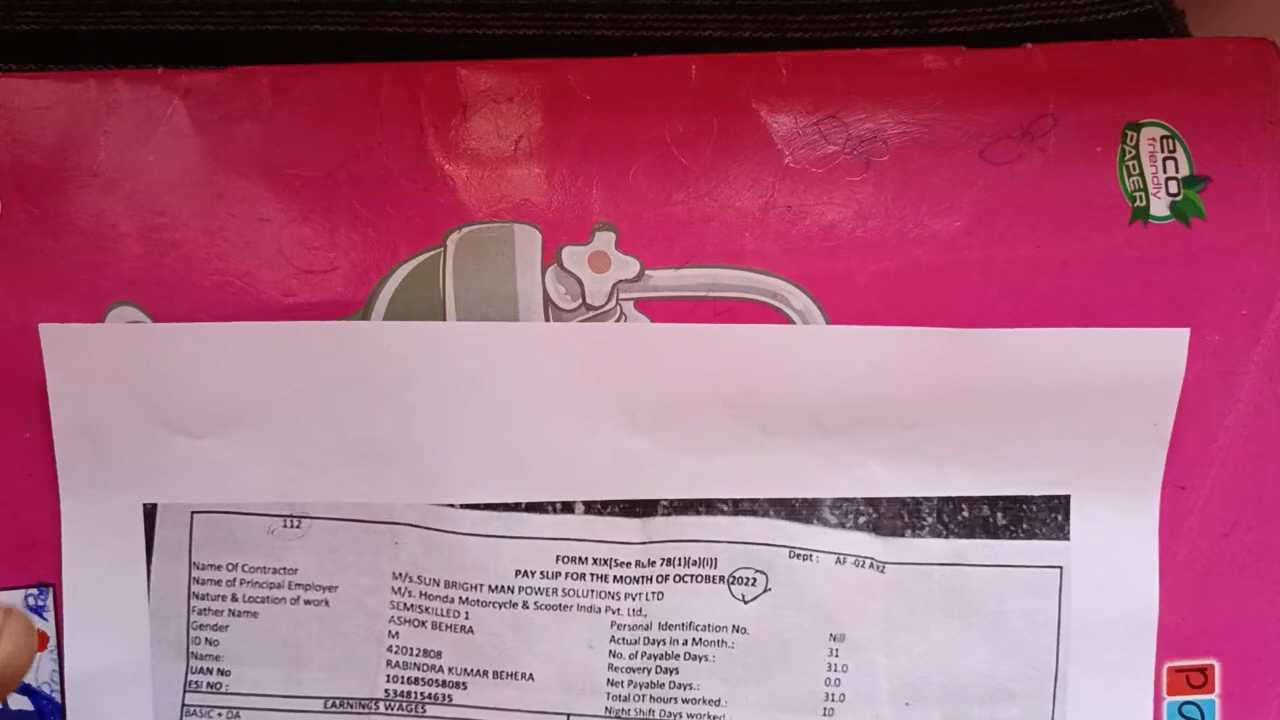 eco
friendly
PAPER
112
FORM XIX[See Rule 78(1)(a)(i)]
Dept : AF -02 AXZ
PAY SLIP FOR THE MONTH OF OCTOBER 2022
Name Of Contractor M/s.SUN BRIGHT MAN POWER SOLUTIONS PVT LTD
Name of Principal Employer M/s. Honda Motorcycle & Scooter India Pvt. Ltd.,
Nature & Location of work SEMISKILLED 1 Personal Identification No. Nill
Father Name ASHOK BEHERA Actual Days in a Month.: 31
Gender M No. of Payable Days.: 31.0
ID No 42012808 Recovery Days 0.0
Name: RABINDRA KUMAR BEHERA Net Payable Days.: 31.0
UAN No 101685058085 Total OT hours worked.: 10
ESI NO : 5348154635 Night Shift Days worked
EARNINGS WAGES
BASIC + DA